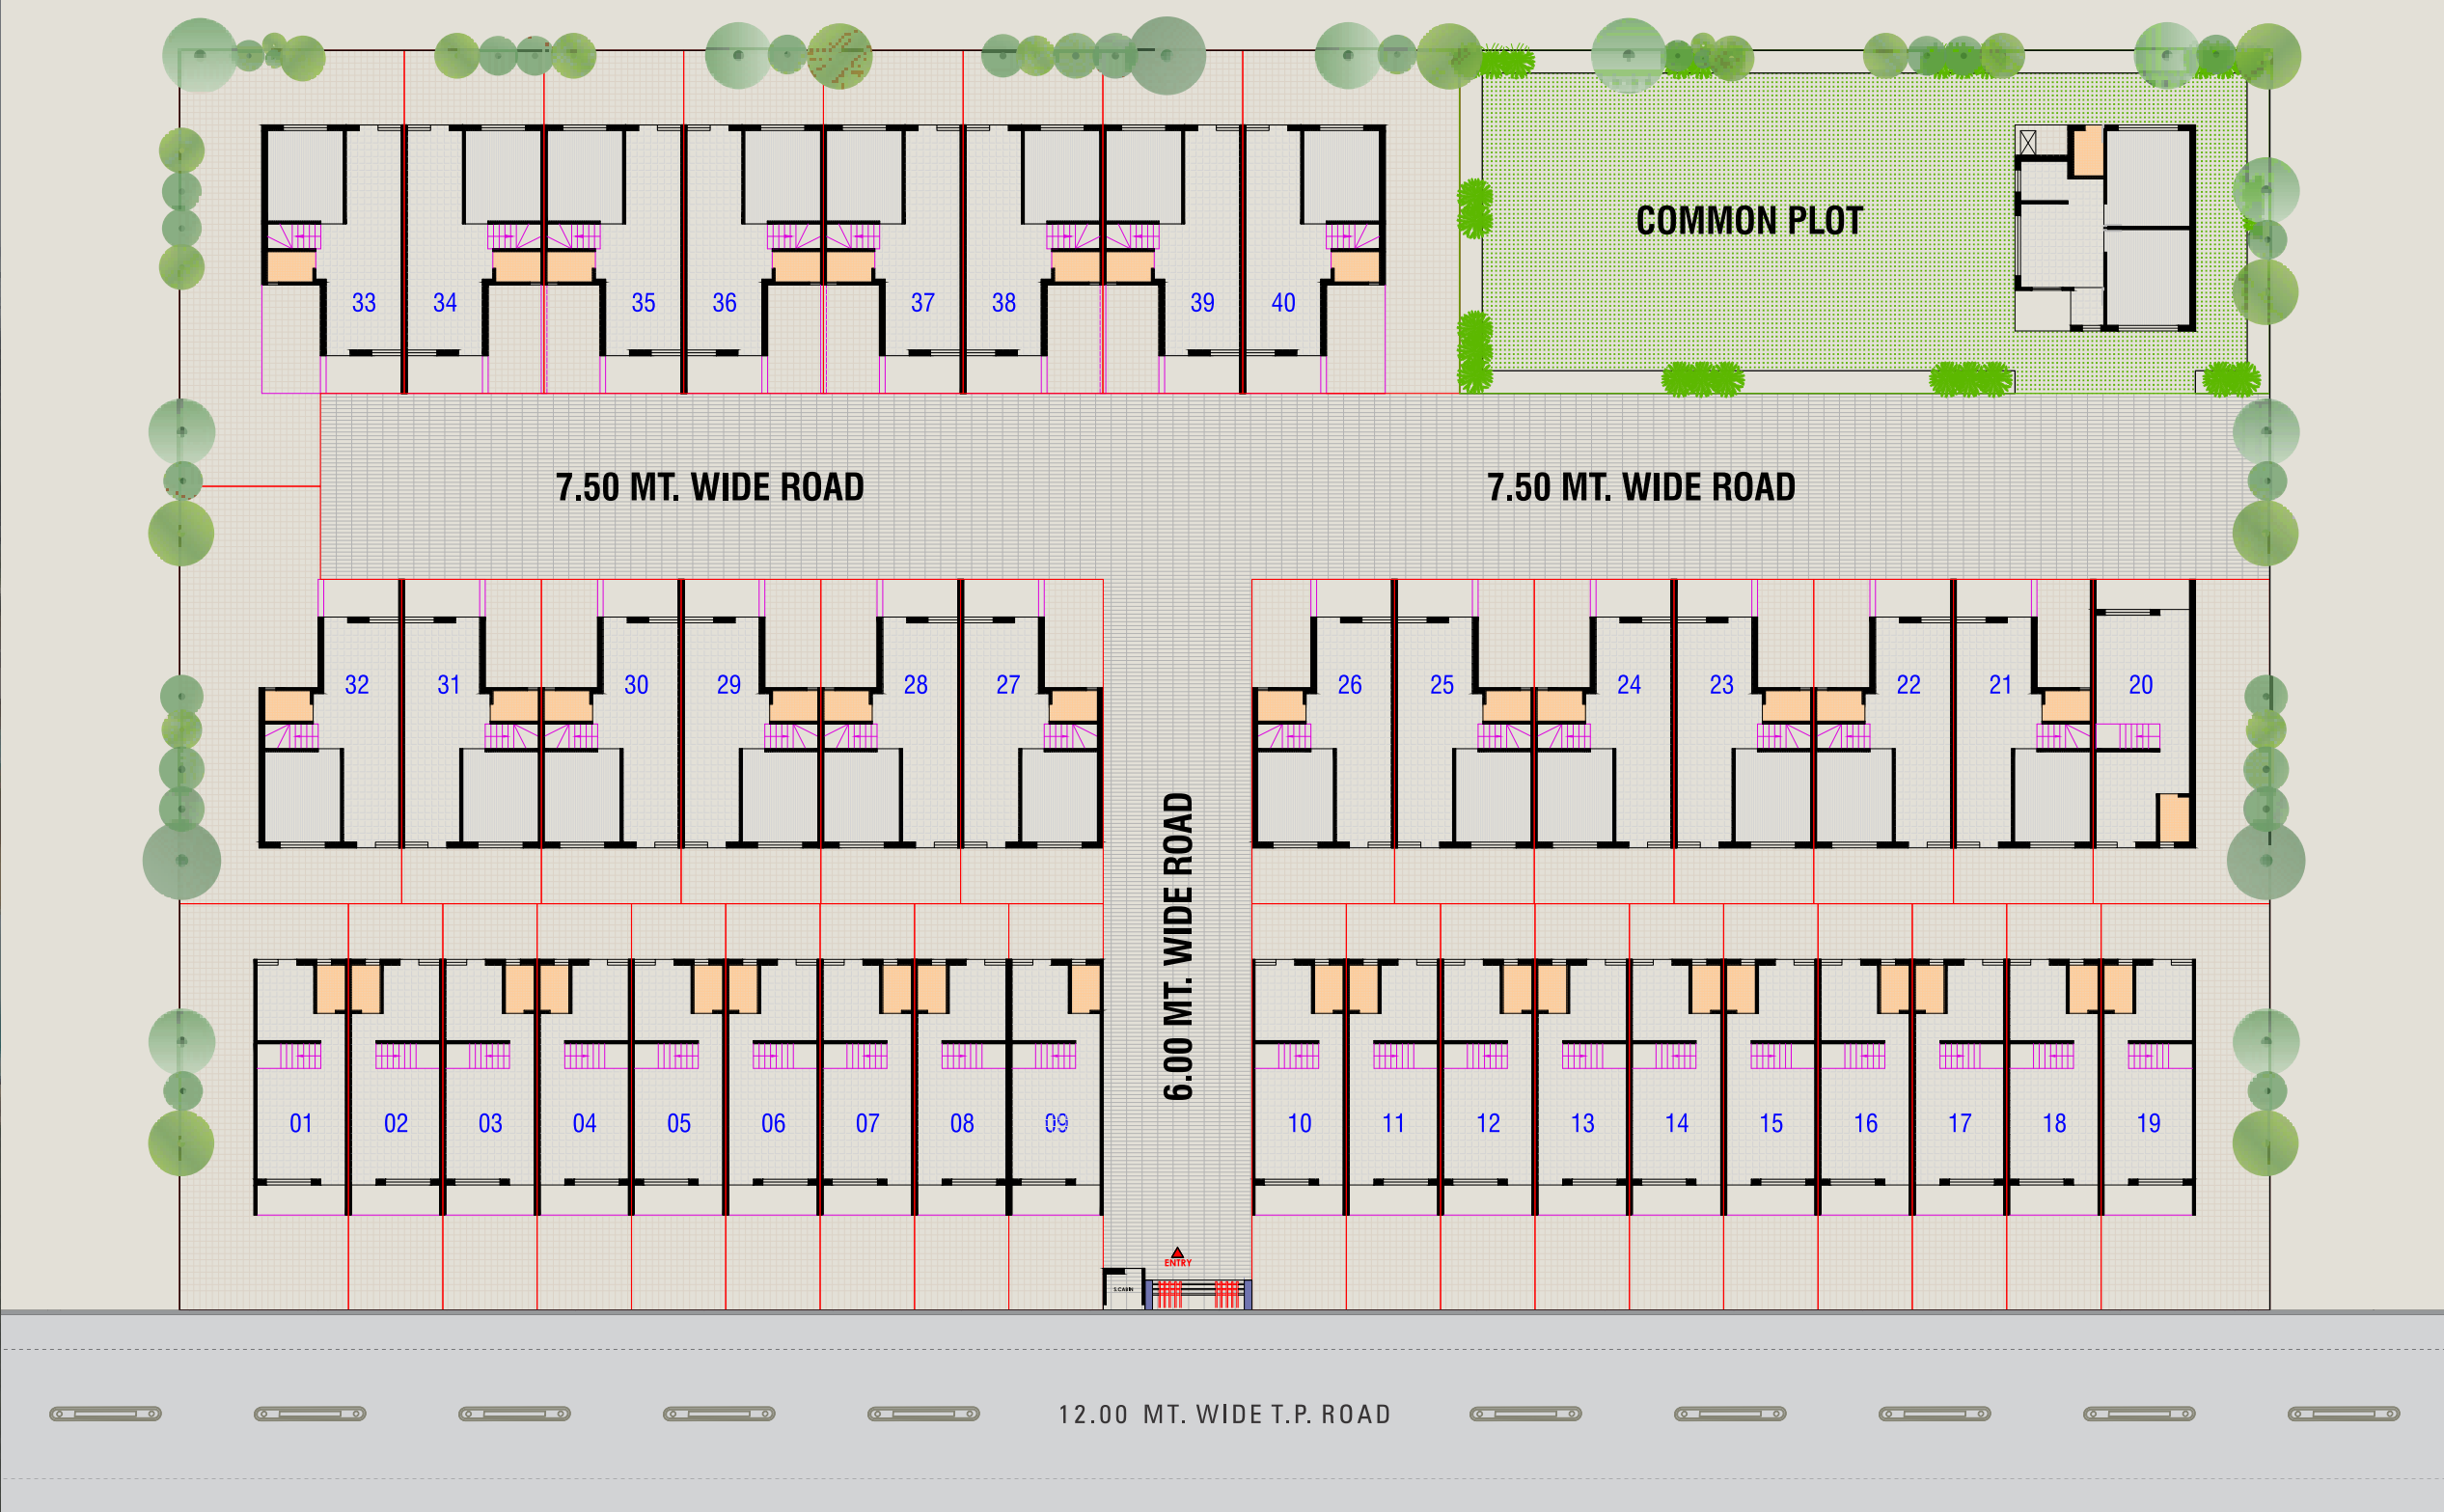 COMMON PLOT
33 34 35 36 37 38 39 40
7.50 MT. WIDE ROAD 7.50 MT. WIDE ROAD
32 31 30 29 28 27 26 25 24 23 22 21 20
6.00 MT. WIDE ROAD
01 02 03 04 05 06 07 08 09 10 11 12 13 14 15 16 17 18 19
ENTRY
S.CABIN
12.00 MT. WIDE T.P. ROAD